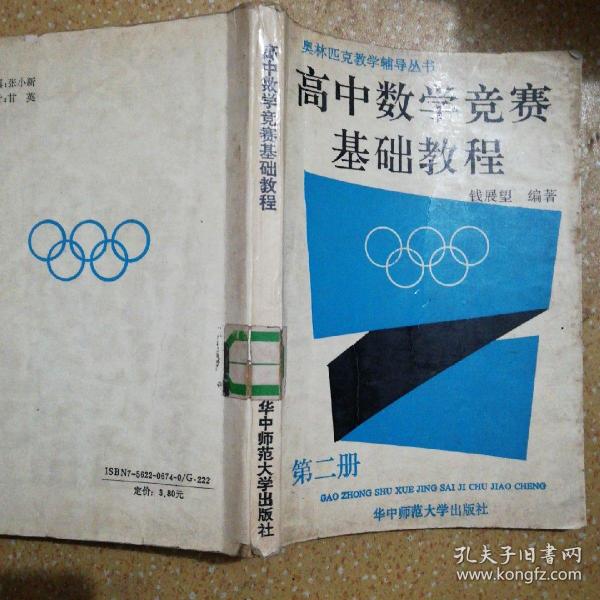 奥林匹克教学辅导丛书
高中数学竞赛
基础教程
钱展望 编著
第二册
GAO ZHONG SHU XUE JING SAI JI CHU JIAO CHENG
华中师范大学出版社
高中数学竞赛基础教程
华中师范大学出版社
:张小新
:甘 英
ISBN7-5622-0674-0/G·222
定价:3.80元
孔夫子旧书网
www.kongfz.com